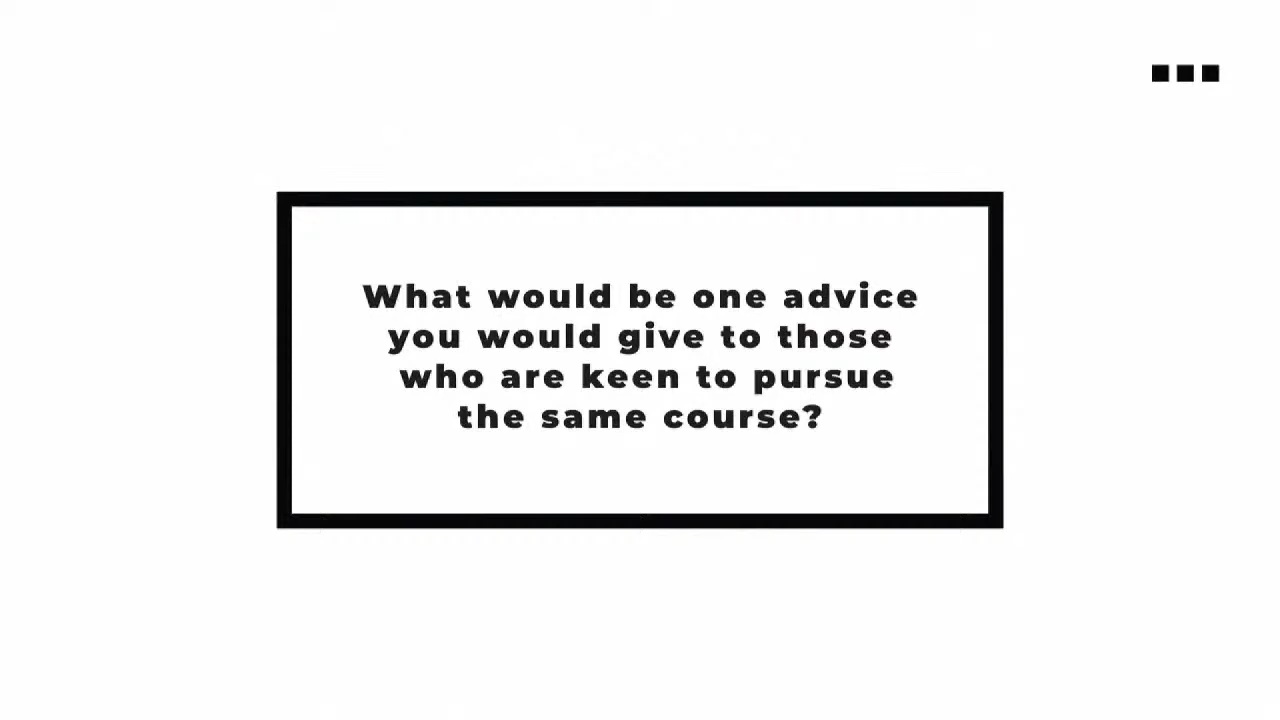 What would be one advice
you would give to those
who are keen to pursue
the same course?